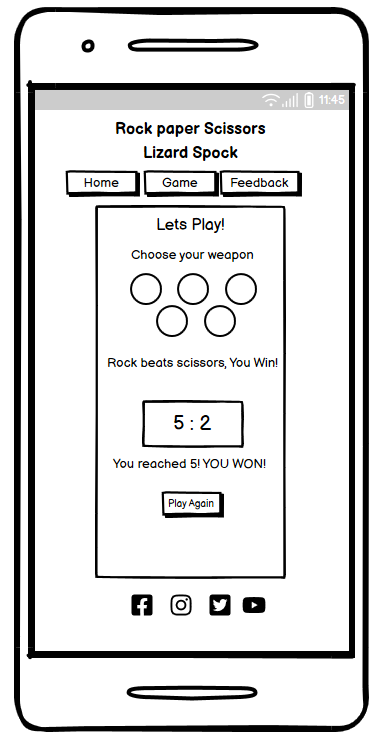 11:45
Rock paper Scissors
Lizard Spock
Home Game Feedback
Lets Play!
Choose your weapon
Rock beats scissors, You Win!
5 : 2
You reached 5! YOU WON!
Play Again